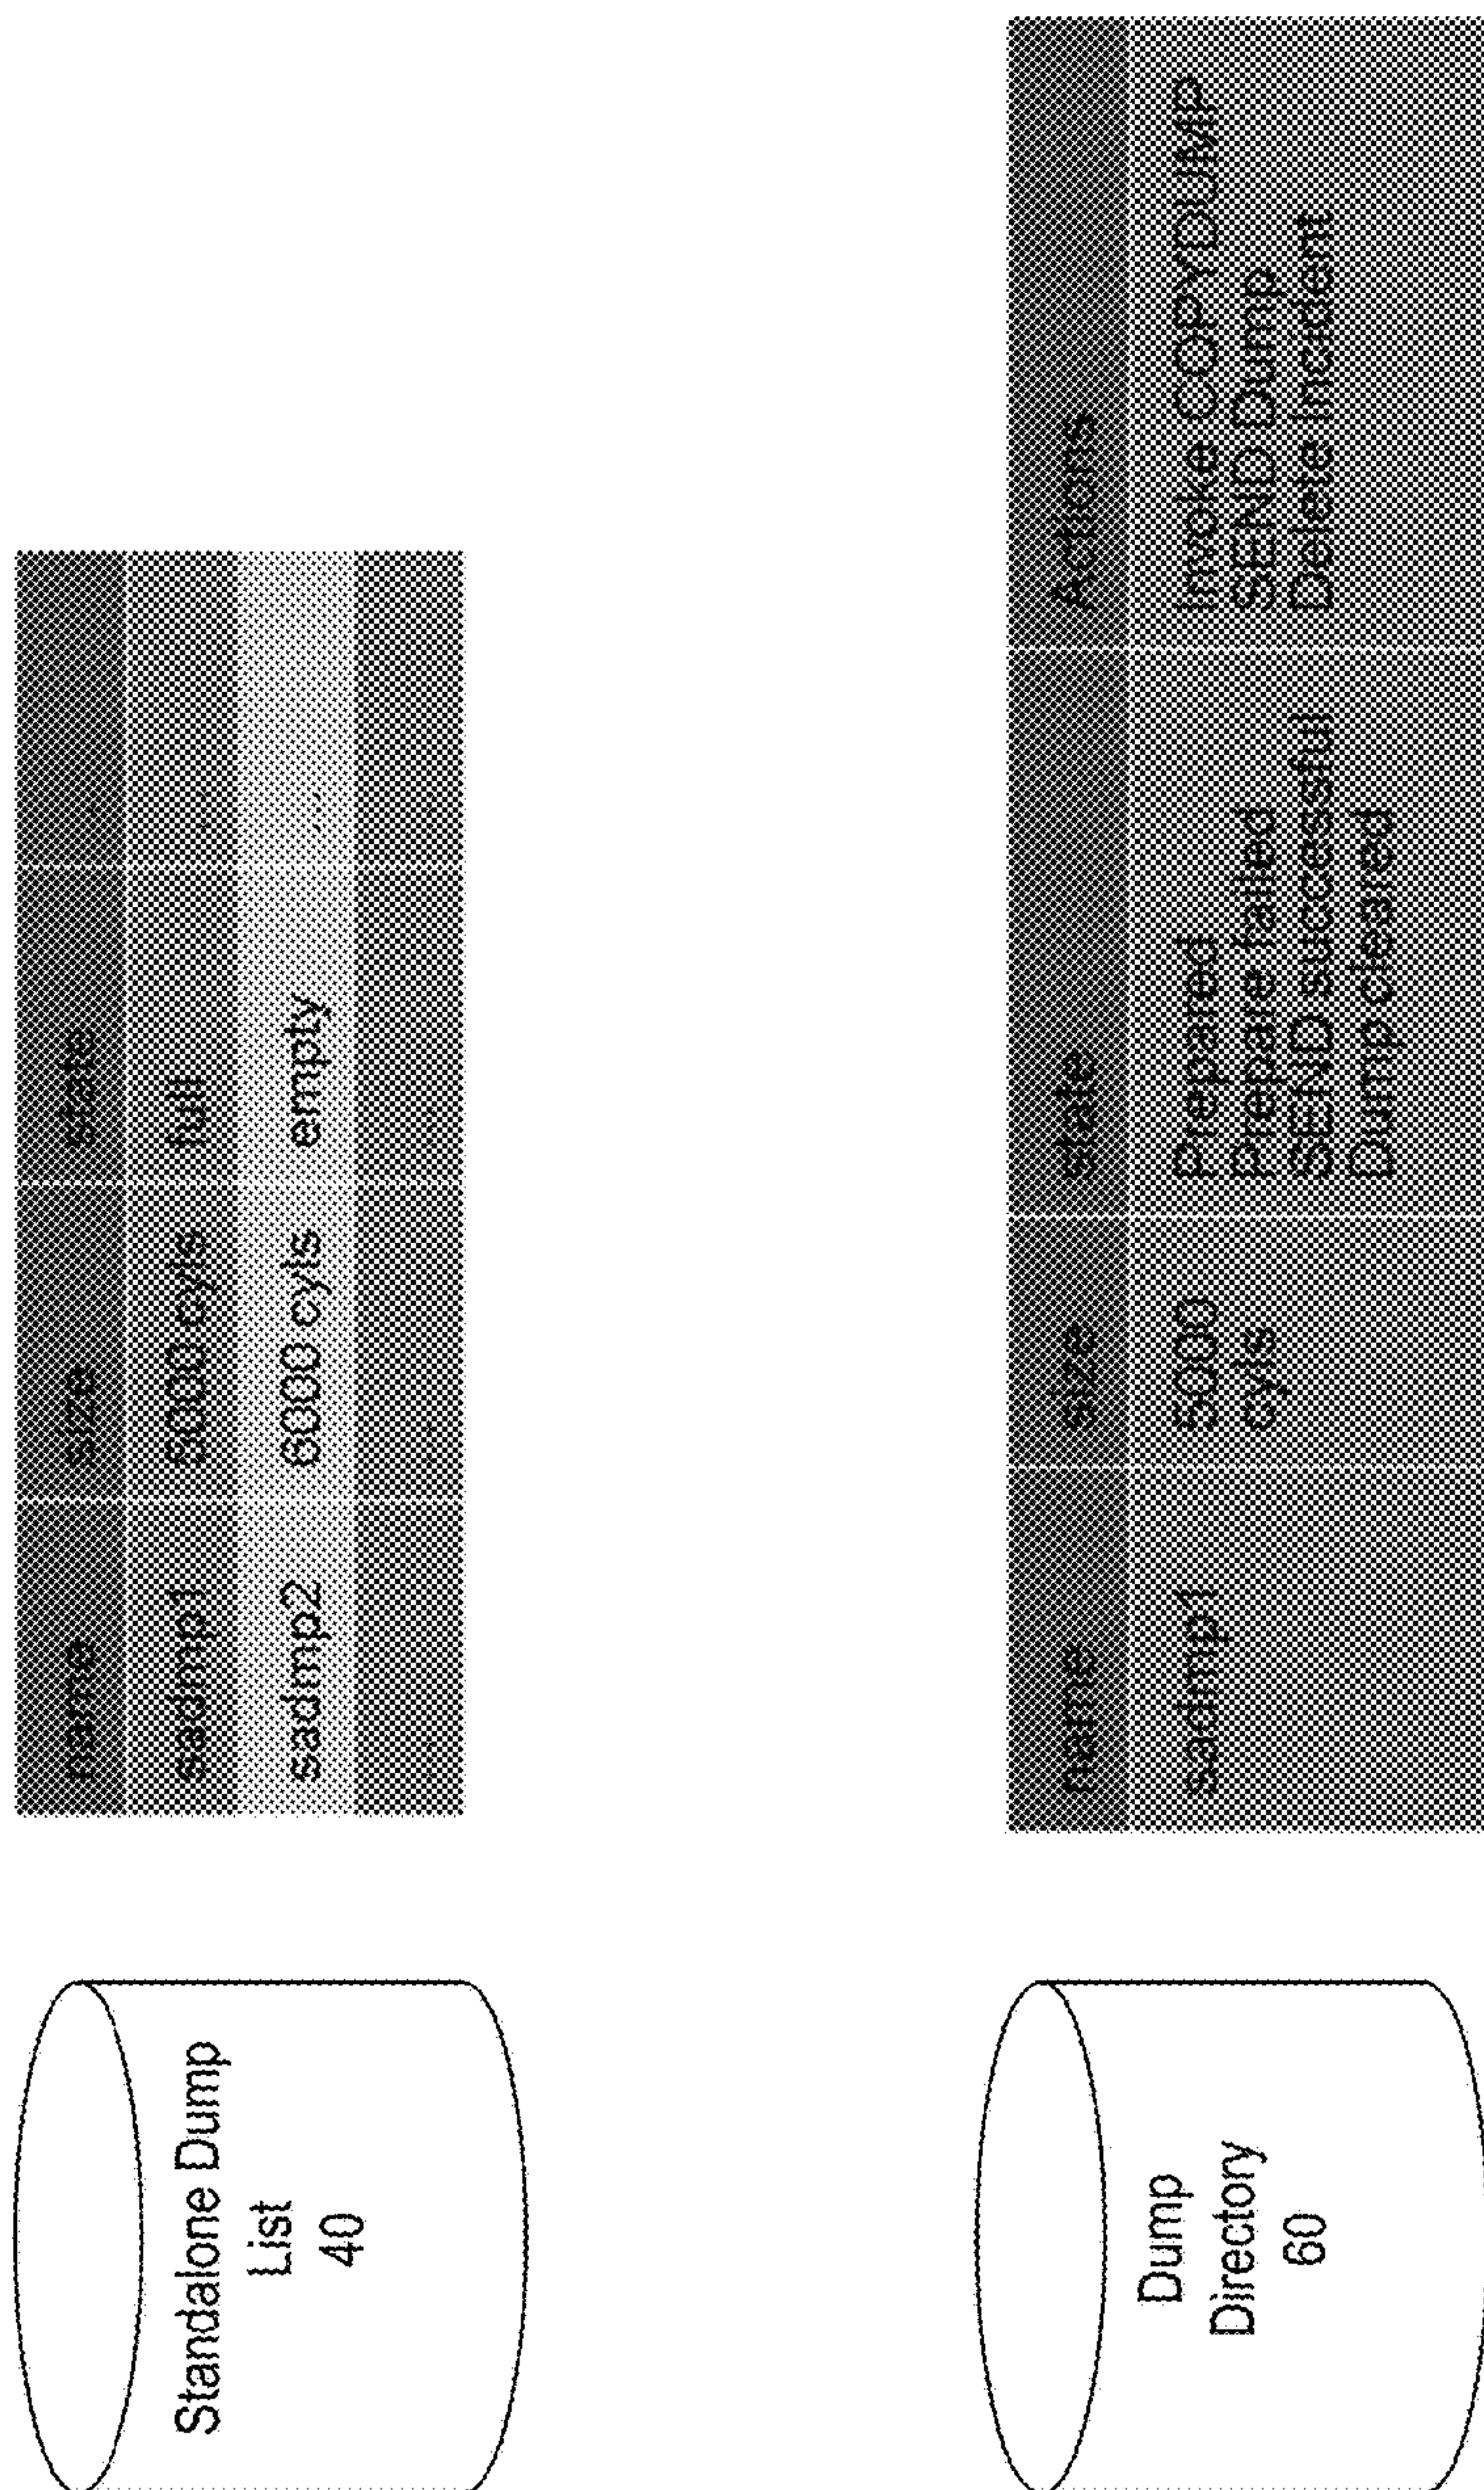 Standalone Dump
List
40
name size state
sadmp1 cyls full
sadmp2 6000 cyls empty
Dump
Directory
60
name size state Actions
sadmp1 5000 Prepared Invoke COPYDUMP
cyls Prepare failed SEND Dump
SEND successful Delete Incident
Dump cleared